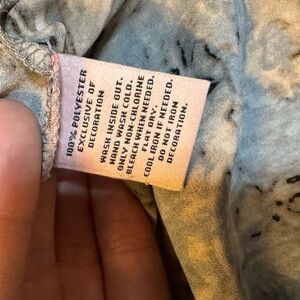 100% POLYESTER
EXCLUSIVE OF
DECORATION
WASH INSIDE OUT.
HAND WASH COLD.
ONLY NON-CHLORINE
BLEACH WHEN NEEDED.
FLAT DRY.
COOL IRON IF NEEDED.
DO NOT IRON
DECORATION.